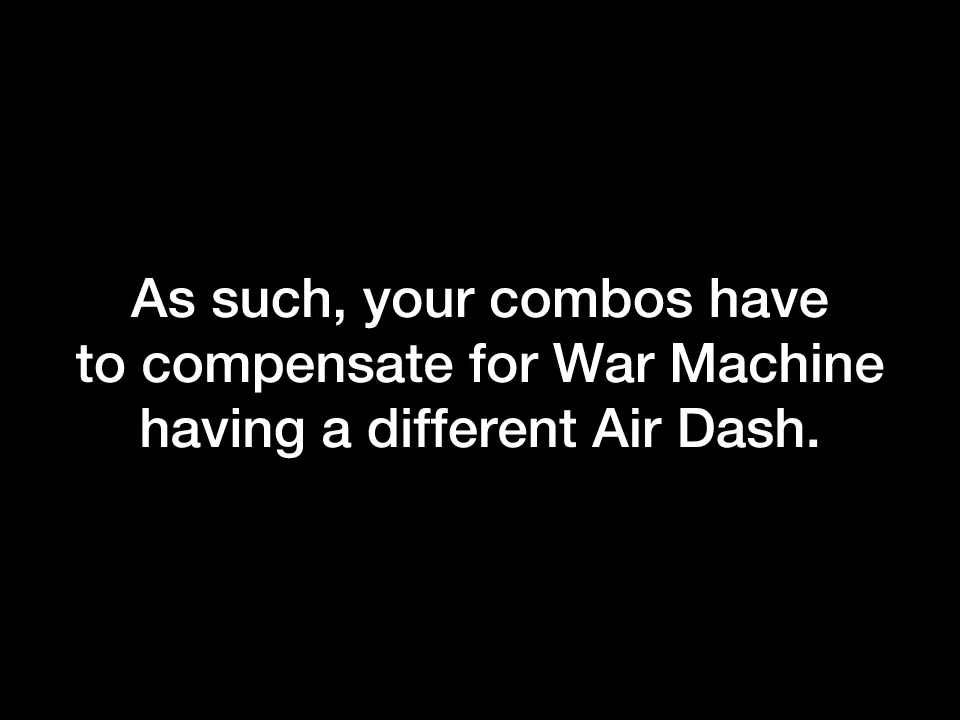 As such, your combos have
to compensate for War Machine
having a different Air Dash.